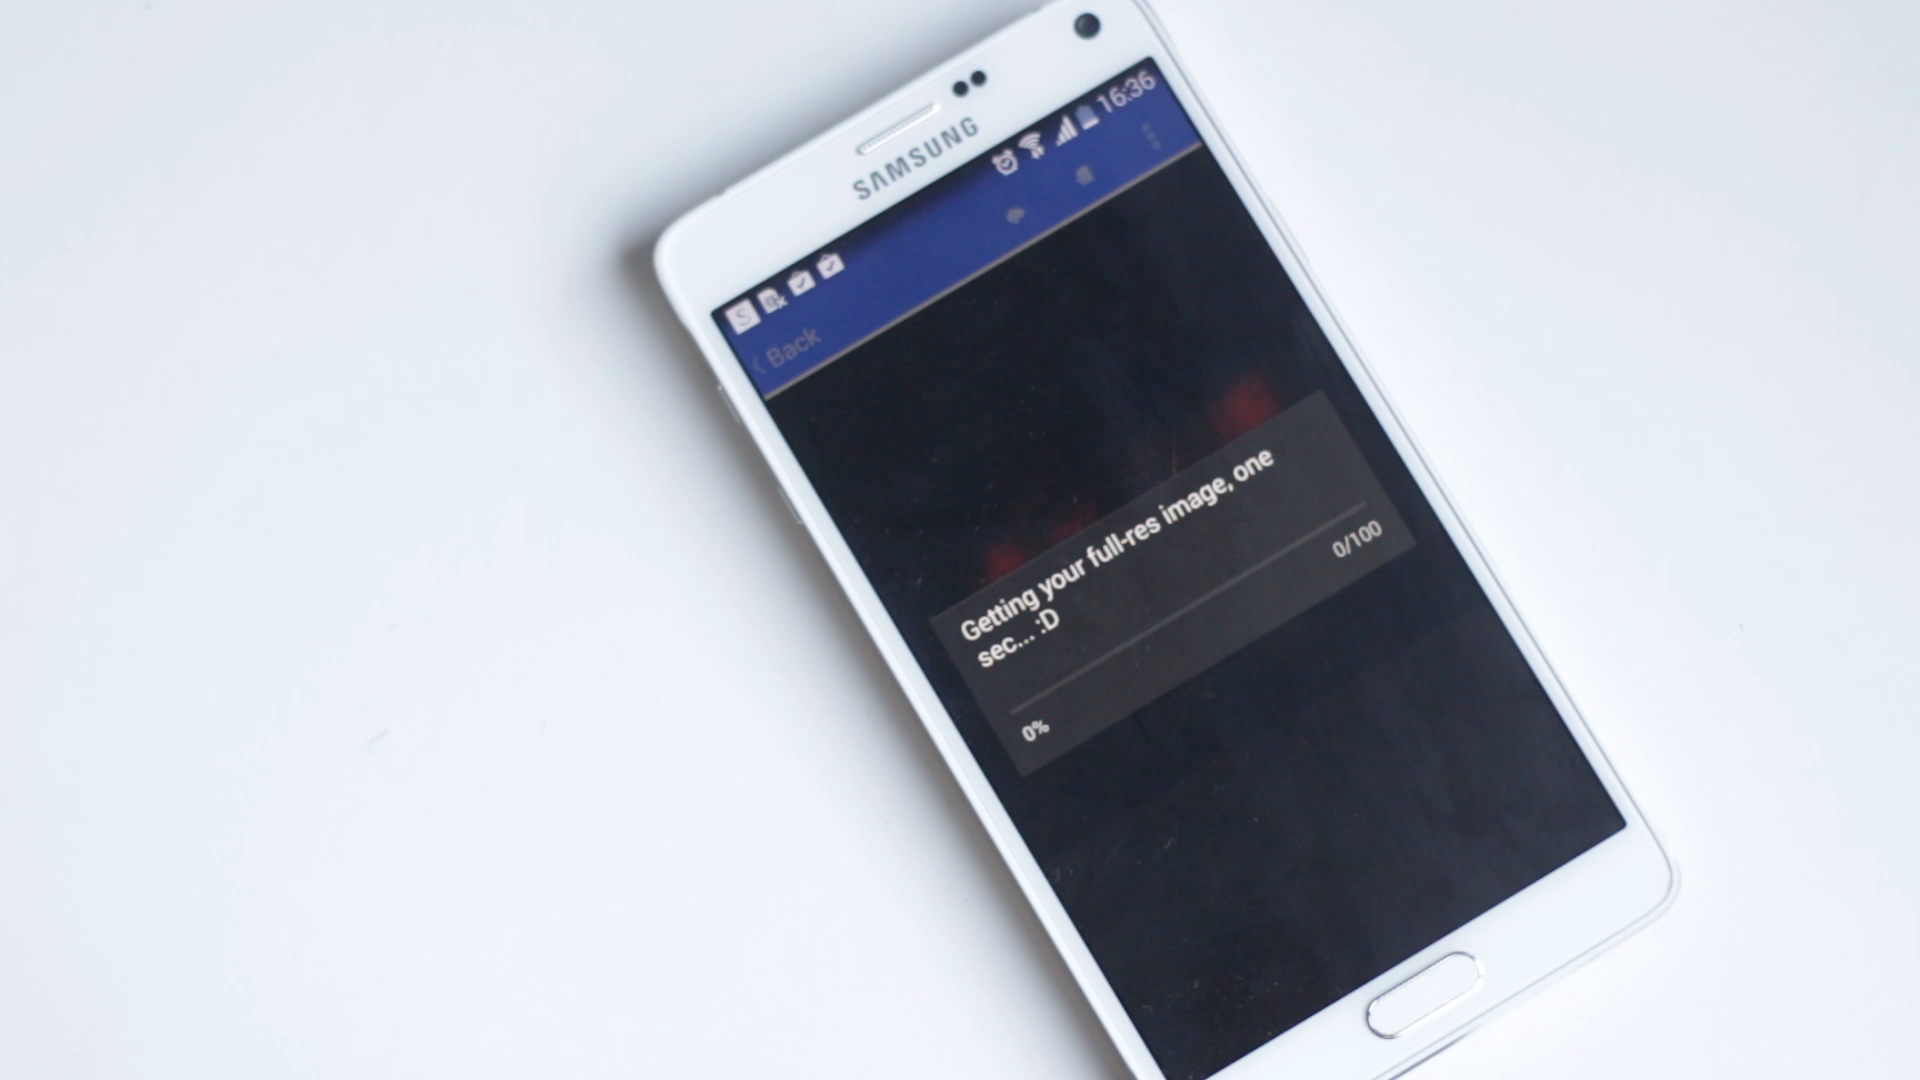 SAMSUNG
16:36
Back
Getting your full-res image, one
sec... :D
0%
0/100